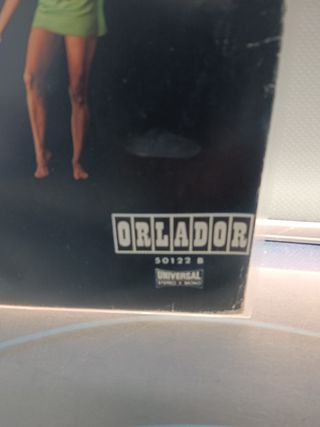 ORLADOR
50122 B
UNIVERSAL
STEREO & MONO